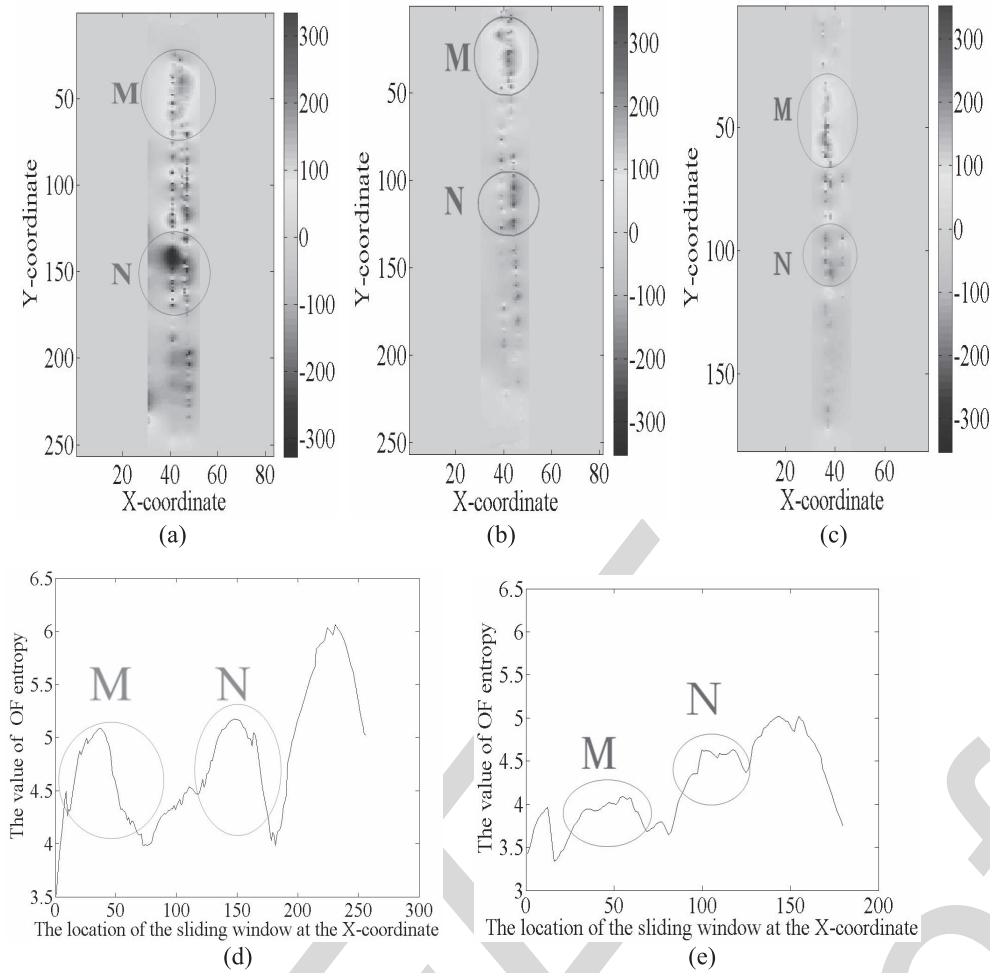 M
N
50
100
150
200
250
20
40
60
80
Y-coordinate
X-coordinate
300
200
100
0
-100
-200
-300
(a)
M
N
50
100
150
200
250
20
40
60
80
Y-coordinate
X-coordinate
300
200
100
0
-100
-200
-300
(b)
M
N
50
100
150
20
40
60
Y-coordinate
X-coordinate
300
200
100
0
-100
-200
-300
(c)
M
N
6.5
6
5.5
5
4.5
4
3.5
0
50
100
150
200
250
300
The value of OF entropy
The location of the sliding window at the X-coordinate
(d)
M
N
6.5
6
5.5
5
4.5
4
3.5
3
0
50
100
150
200
The value of OF entropy
The location of the sliding window at the X-coordinate
(e)